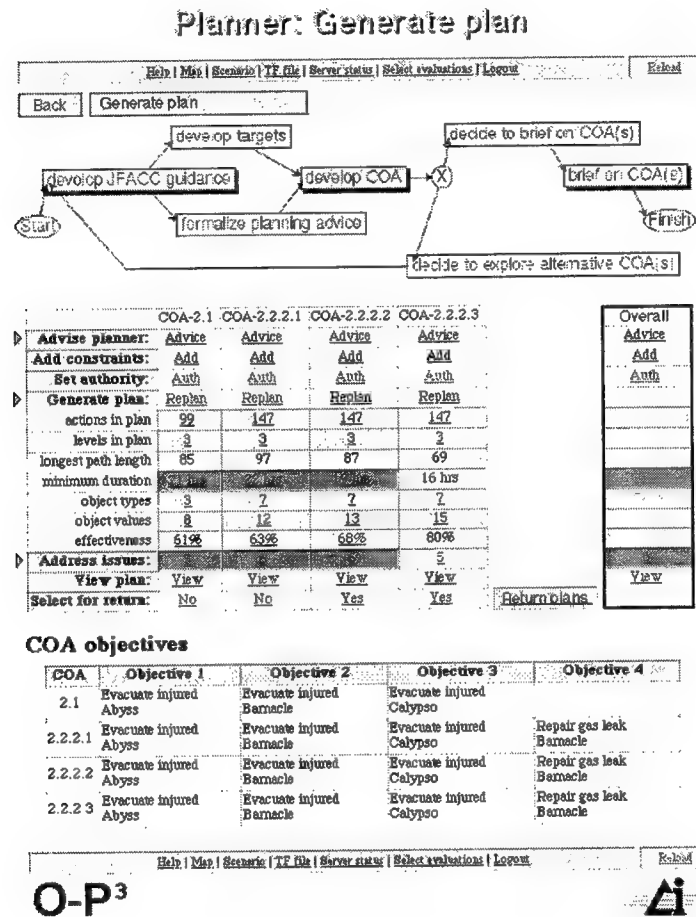 Planner: Generate plan
Help | Map | Scenario | TF file | Server status | Select evaluations | Logout Reload
Back Generate plan
develop targets decide to brief on COA(s)
develop JFACC guidance develop COA X brief on COA(s)
Start formalize planning advice Finish
decide to explore alternative COA(s)
COA-2.1 COA-2.2.2.1 COA-2.2.2.2 COA-2.2.2.3 Overall
Advise planner: Advice Advice Advice Advice Advice
Add constraints: Add Add Add Add Add
Set authority: Auth Auth Auth Auth Auth
Generate plan: Replan Replan Replan Replan
actions in plan 99 147 147 147
levels in plan 3 3 3 3
longest path length 85 97 87 69
minimum duration 16 hrs
object types 3 7 7 7
object values 8 12 13 15
effectiveness 61% 63% 68% 80%
Address issues: 5
View plan: View View View View View
Select for return: No No Yes Yes Return plans
COA objectives
COA Objective 1 Objective 2 Objective 3 Objective 4
2.1 Evacuate injured Abyss Evacuate injured Barnacle Evacuate injured Calypso
2.2.2.1 Evacuate injured Abyss Evacuate injured Barnacle Evacuate injured Calypso Repair gas leak Barnacle
2.2.2.2 Evacuate injured Abyss Evacuate injured Barnacle Evacuate injured Calypso Repair gas leak Barnacle
2.2.2.3 Evacuate injured Abyss Evacuate injured Barnacle Evacuate injured Calypso Repair gas leak Barnacle
Help | Map | Scenario | TF file | Server status | Select evaluations | Logout Reload
O-P3 Ai